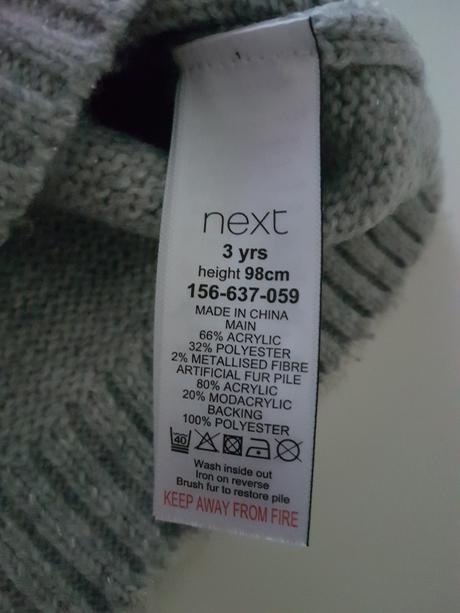 next
3 yrs
height 98cm
156-637-059
MADE IN CHINA
MAIN
66% ACRYLIC
32% POLYESTER
2% METALLISED FIBRE
ARTIFICIAL FUR PILE
80% ACRYLIC
20% MODACRYLIC
BACKING
100% POLYESTER
40
Wash inside out
Iron on reverse
Brush fur to restore pile
KEEP AWAY FROM FIRE